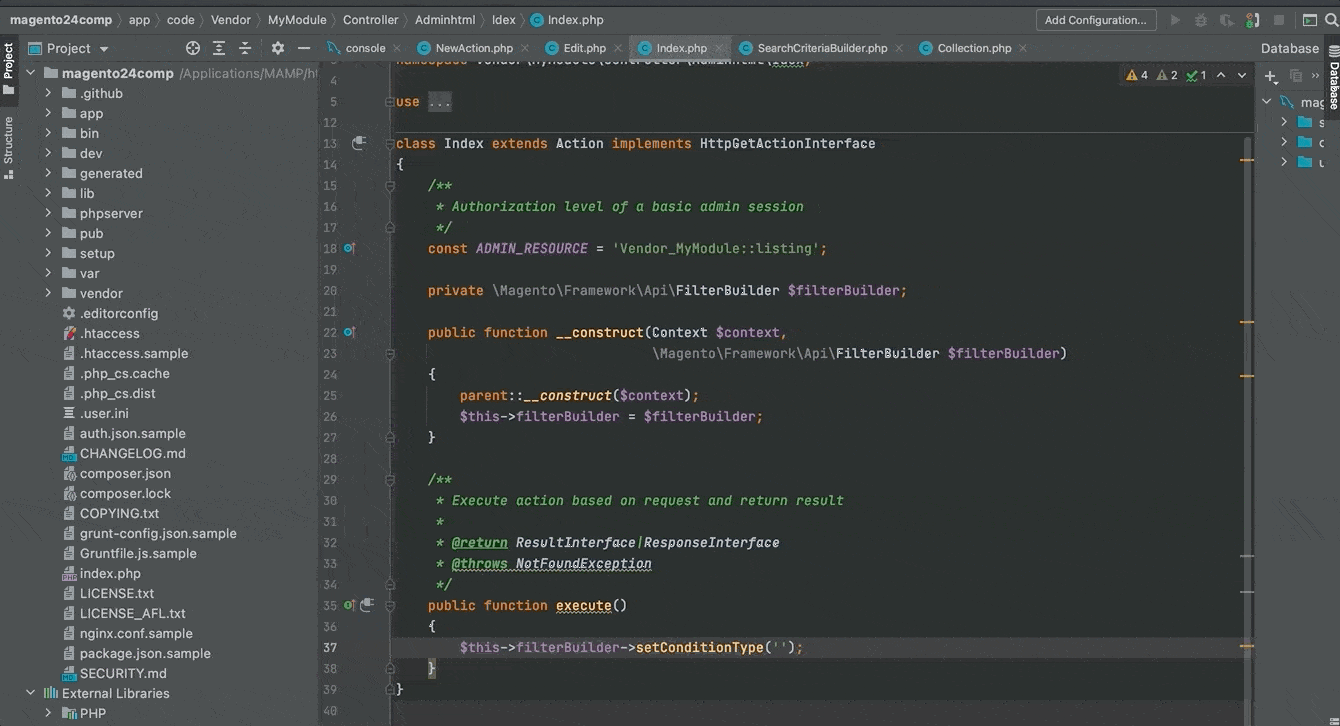 magento24comp > app > code > Vendor > MyModule > Controller > Adminhtml > Idex > Index.php
Add Configuration...
Project
Structure
Database
Project
console
NewAction.php
Edit.php
Index.php
SearchCriteriaBuilder.php
Collection.php
Database
magento24comp /Applications/MAMP/ht
.github
app
bin
dev
generated
lib
phpserver
pub
setup
var
vendor
.editorconfig
.htaccess
.htaccess.sample
.php_cs.cache
.php_cs.dist
.user.ini
auth.json.sample
CHANGELOG.md
composer.json
composer.lock
COPYING.txt
grunt-config.json.sample
Gruntfile.js.sample
index.php
LICENSE.txt
LICENSE_AFL.txt
nginx.conf.sample
package.json.sample
SECURITY.md
External Libraries
PHP
4 2 1
4
5 use ...
12
13 class Index extends Action implements HttpGetActionInterface
14 {
15 /**
16 * Authorization level of a basic admin session
17 */
18 const ADMIN_RESOURCE = 'Vendor_MyModule::listing';
19
20 private \Magento\Framework\Api\FilterBuilder $filterBuilder;
21
22 public function __construct(Context $context,
23 \Magento\Framework\Api\FilterBuilder $filterBuilder)
24 {
25 parent::__construct($context);
26 $this->filterBuilder = $filterBuilder;
27 }
28
29 /**
30 * Execute action based on request and return result
31 *
32 * @return ResultInterface|ResponseInterface
33 * @throws NotFoundException
34 */
35 public function execute()
36 {
37 $this->filterBuilder->setConditionType('');
38 }
39 }
40
mag
s
c
u